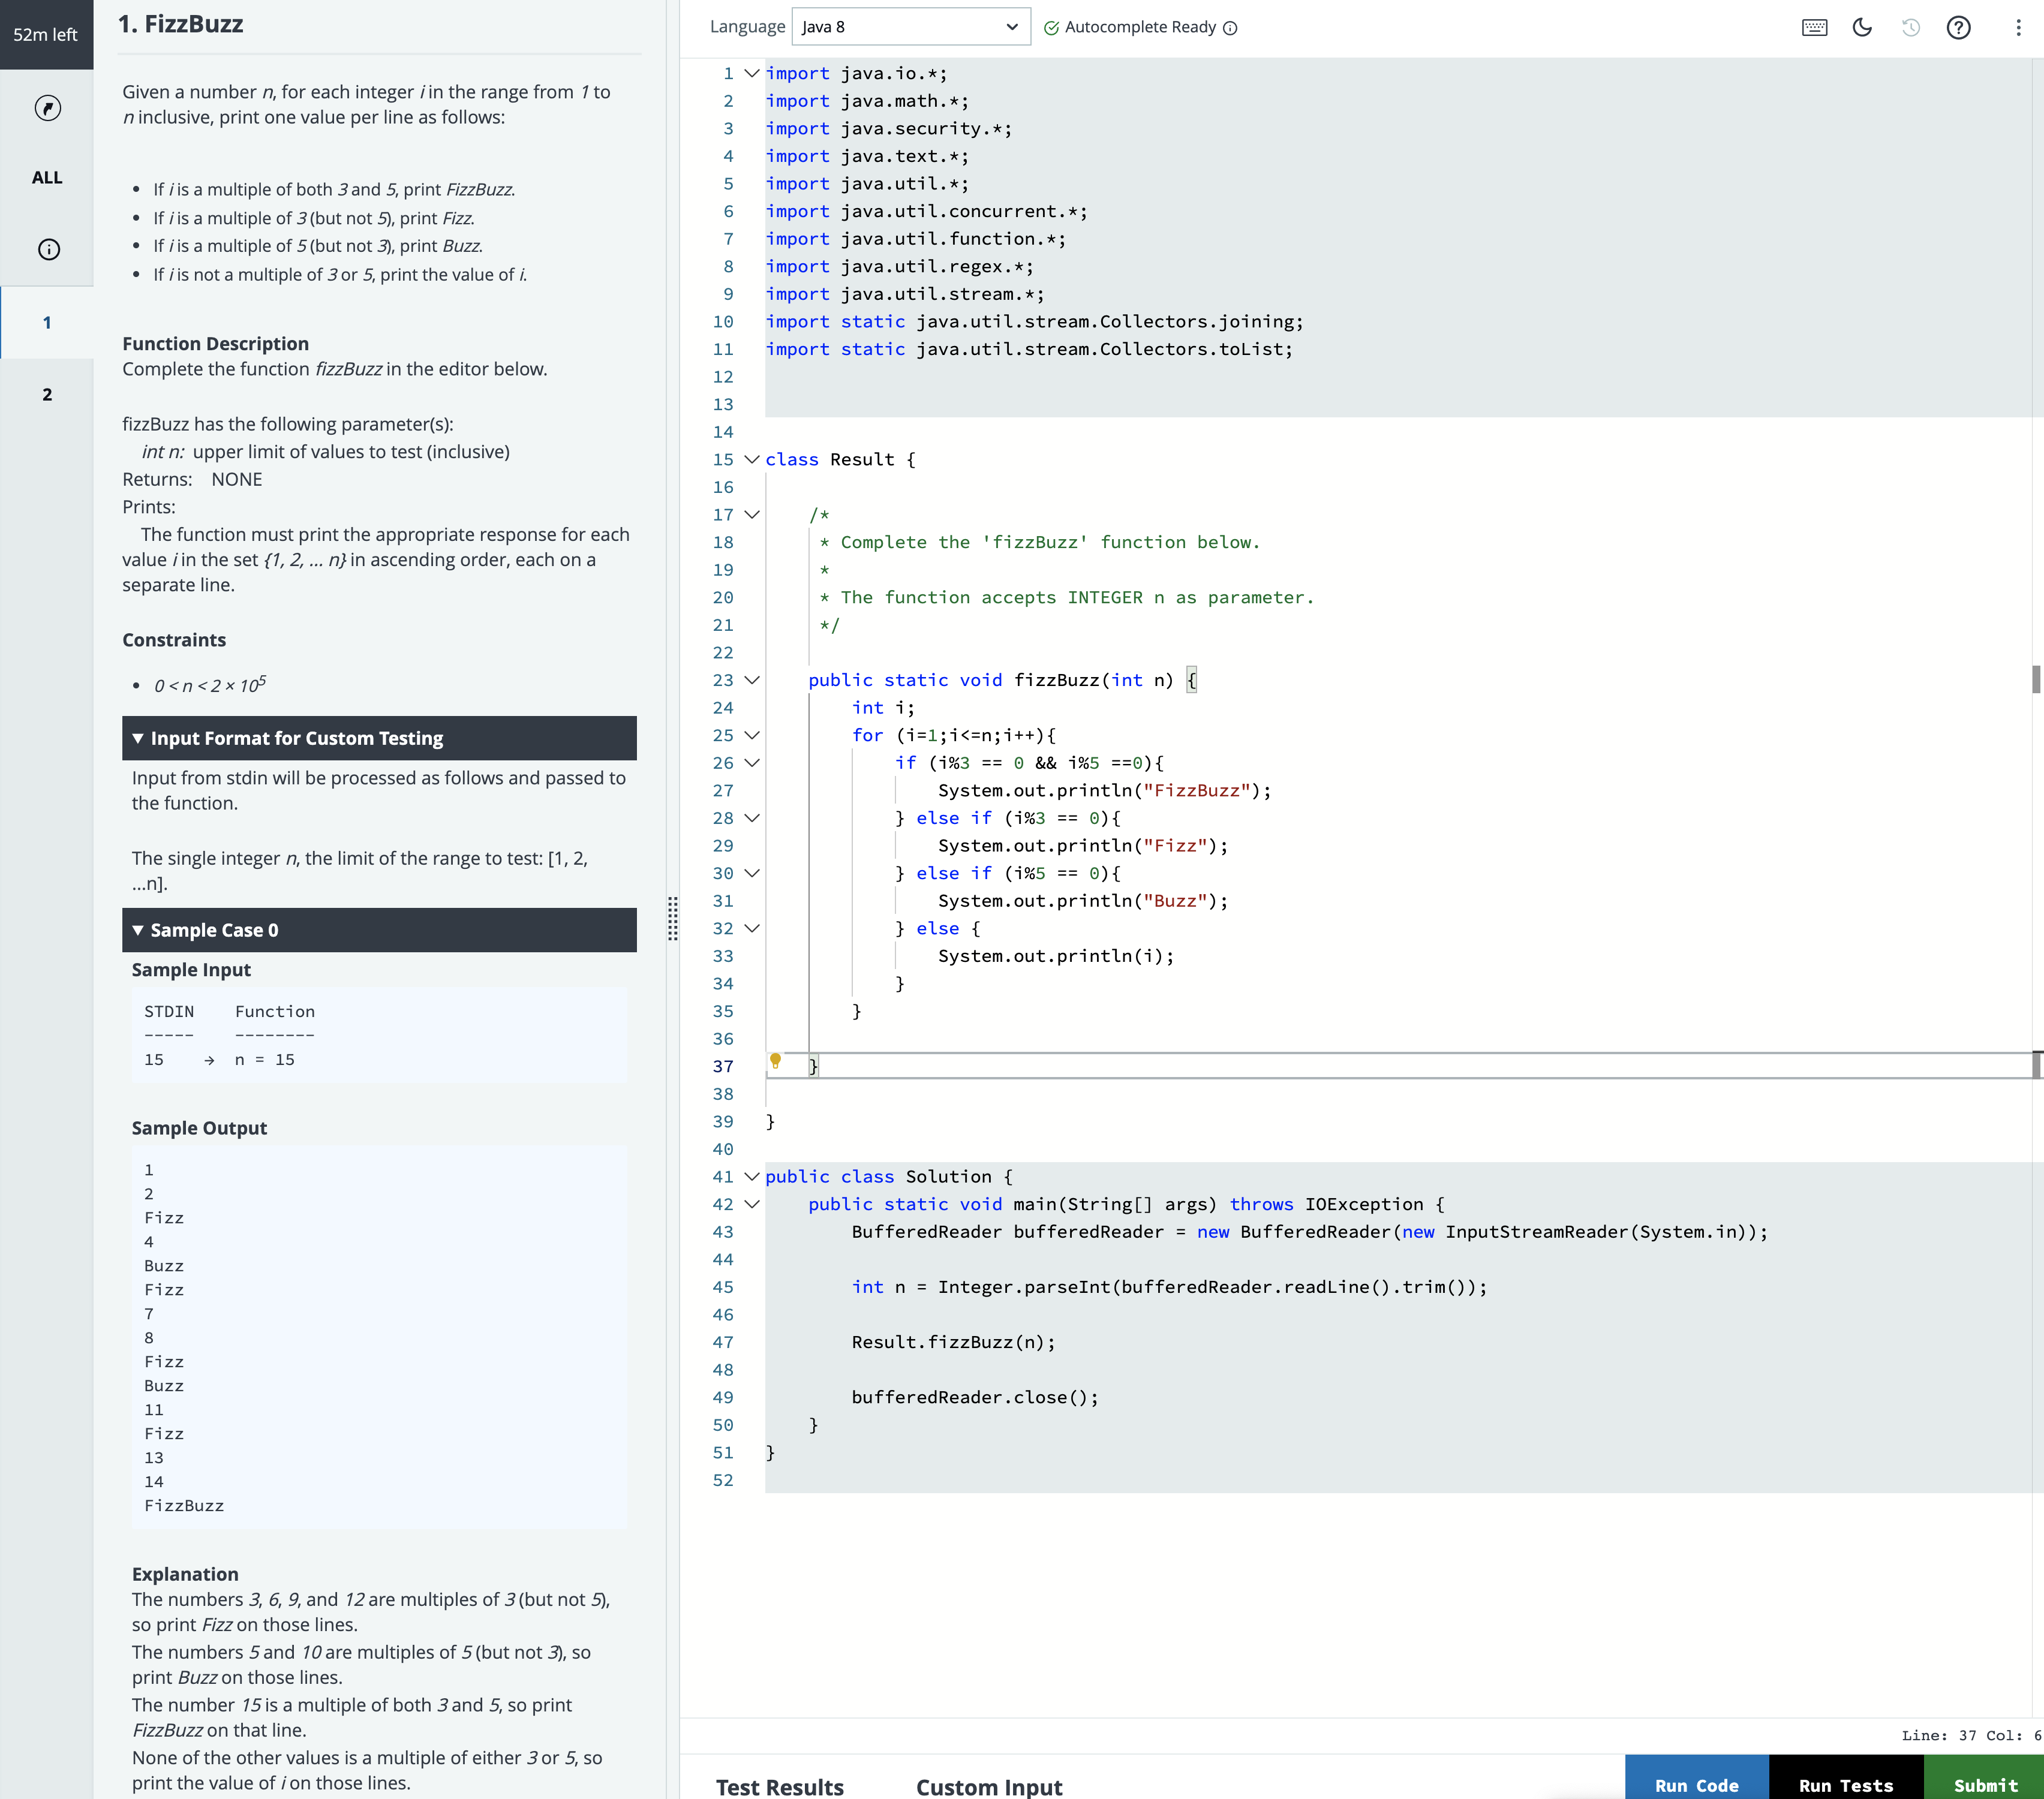 52m left
ALL
1
2
1. FizzBuzz
Given a number n, for each integer i in the range from 1 to
n inclusive, print one value per line as follows:
• If i is a multiple of both 3 and 5, print FizzBuzz.
• If i is a multiple of 3 (but not 5), print Fizz.
• If i is a multiple of 5 (but not 3), print Buzz.
• If i is not a multiple of 3 or 5, print the value of i.
Function Description
Complete the function fizzBuzz in the editor below.
fizzBuzz has the following parameter(s):
int n: upper limit of values to test (inclusive)
Returns: NONE
Prints:
The function must print the appropriate response for each
value i in the set {1, 2, ... n} in ascending order, each on a
separate line.
Constraints
• 0 < n < 2 × 10⁵
▼ Input Format for Custom Testing
Input from stdin will be processed as follows and passed to
the function.
The single integer n, the limit of the range to test: [1, 2,
...n].
▼ Sample Case 0
Sample Input
STDIN    Function
-----    --------
15   →   n = 15
Sample Output
1
2
Fizz
4
Buzz
Fizz
7
8
Fizz
Buzz
11
Fizz
13
14
FizzBuzz
Explanation
The numbers 3, 6, 9, and 12 are multiples of 3 (but not 5),
so print Fizz on those lines.
The numbers 5 and 10 are multiples of 5 (but not 3), so
print Buzz on those lines.
The number 15 is a multiple of both 3 and 5, so print
FizzBuzz on that line.
None of the other values is a multiple of either 3 or 5, so
print the value of i on those lines.
Language Java 8 Autocomplete Ready
1 import java.io.*;
2 import java.math.*;
3 import java.security.*;
4 import java.text.*;
5 import java.util.*;
6 import java.util.concurrent.*;
7 import java.util.function.*;
8 import java.util.regex.*;
9 import java.util.stream.*;
10 import static java.util.stream.Collectors.joining;
11 import static java.util.stream.Collectors.toList;
12
13
14
15 class Result {
16
17     /*
18      * Complete the 'fizzBuzz' function below.
19      *
20      * The function accepts INTEGER n as parameter.
21      */
22
23     public static void fizzBuzz(int n) {
24         int i;
25         for (i=1;i<=n;i++){
26             if (i%3 == 0 && i%5 ==0){
27                 System.out.println("FizzBuzz");
28             } else if (i%3 == 0){
29                 System.out.println("Fizz");
30             } else if (i%5 == 0){
31                 System.out.println("Buzz");
32             } else {
33                 System.out.println(i);
34             }
35         }
36
37     }
38
39 }
40
41 public class Solution {
42     public static void main(String[] args) throws IOException {
43         BufferedReader bufferedReader = new BufferedReader(new InputStreamReader(System.in));
44
45         int n = Integer.parseInt(bufferedReader.readLine().trim());
46
47         Result.fizzBuzz(n);
48
49         bufferedReader.close();
50     }
51 }
52
Line: 37 Col: 6
Test Results Custom Input Run Code Run Tests Submit